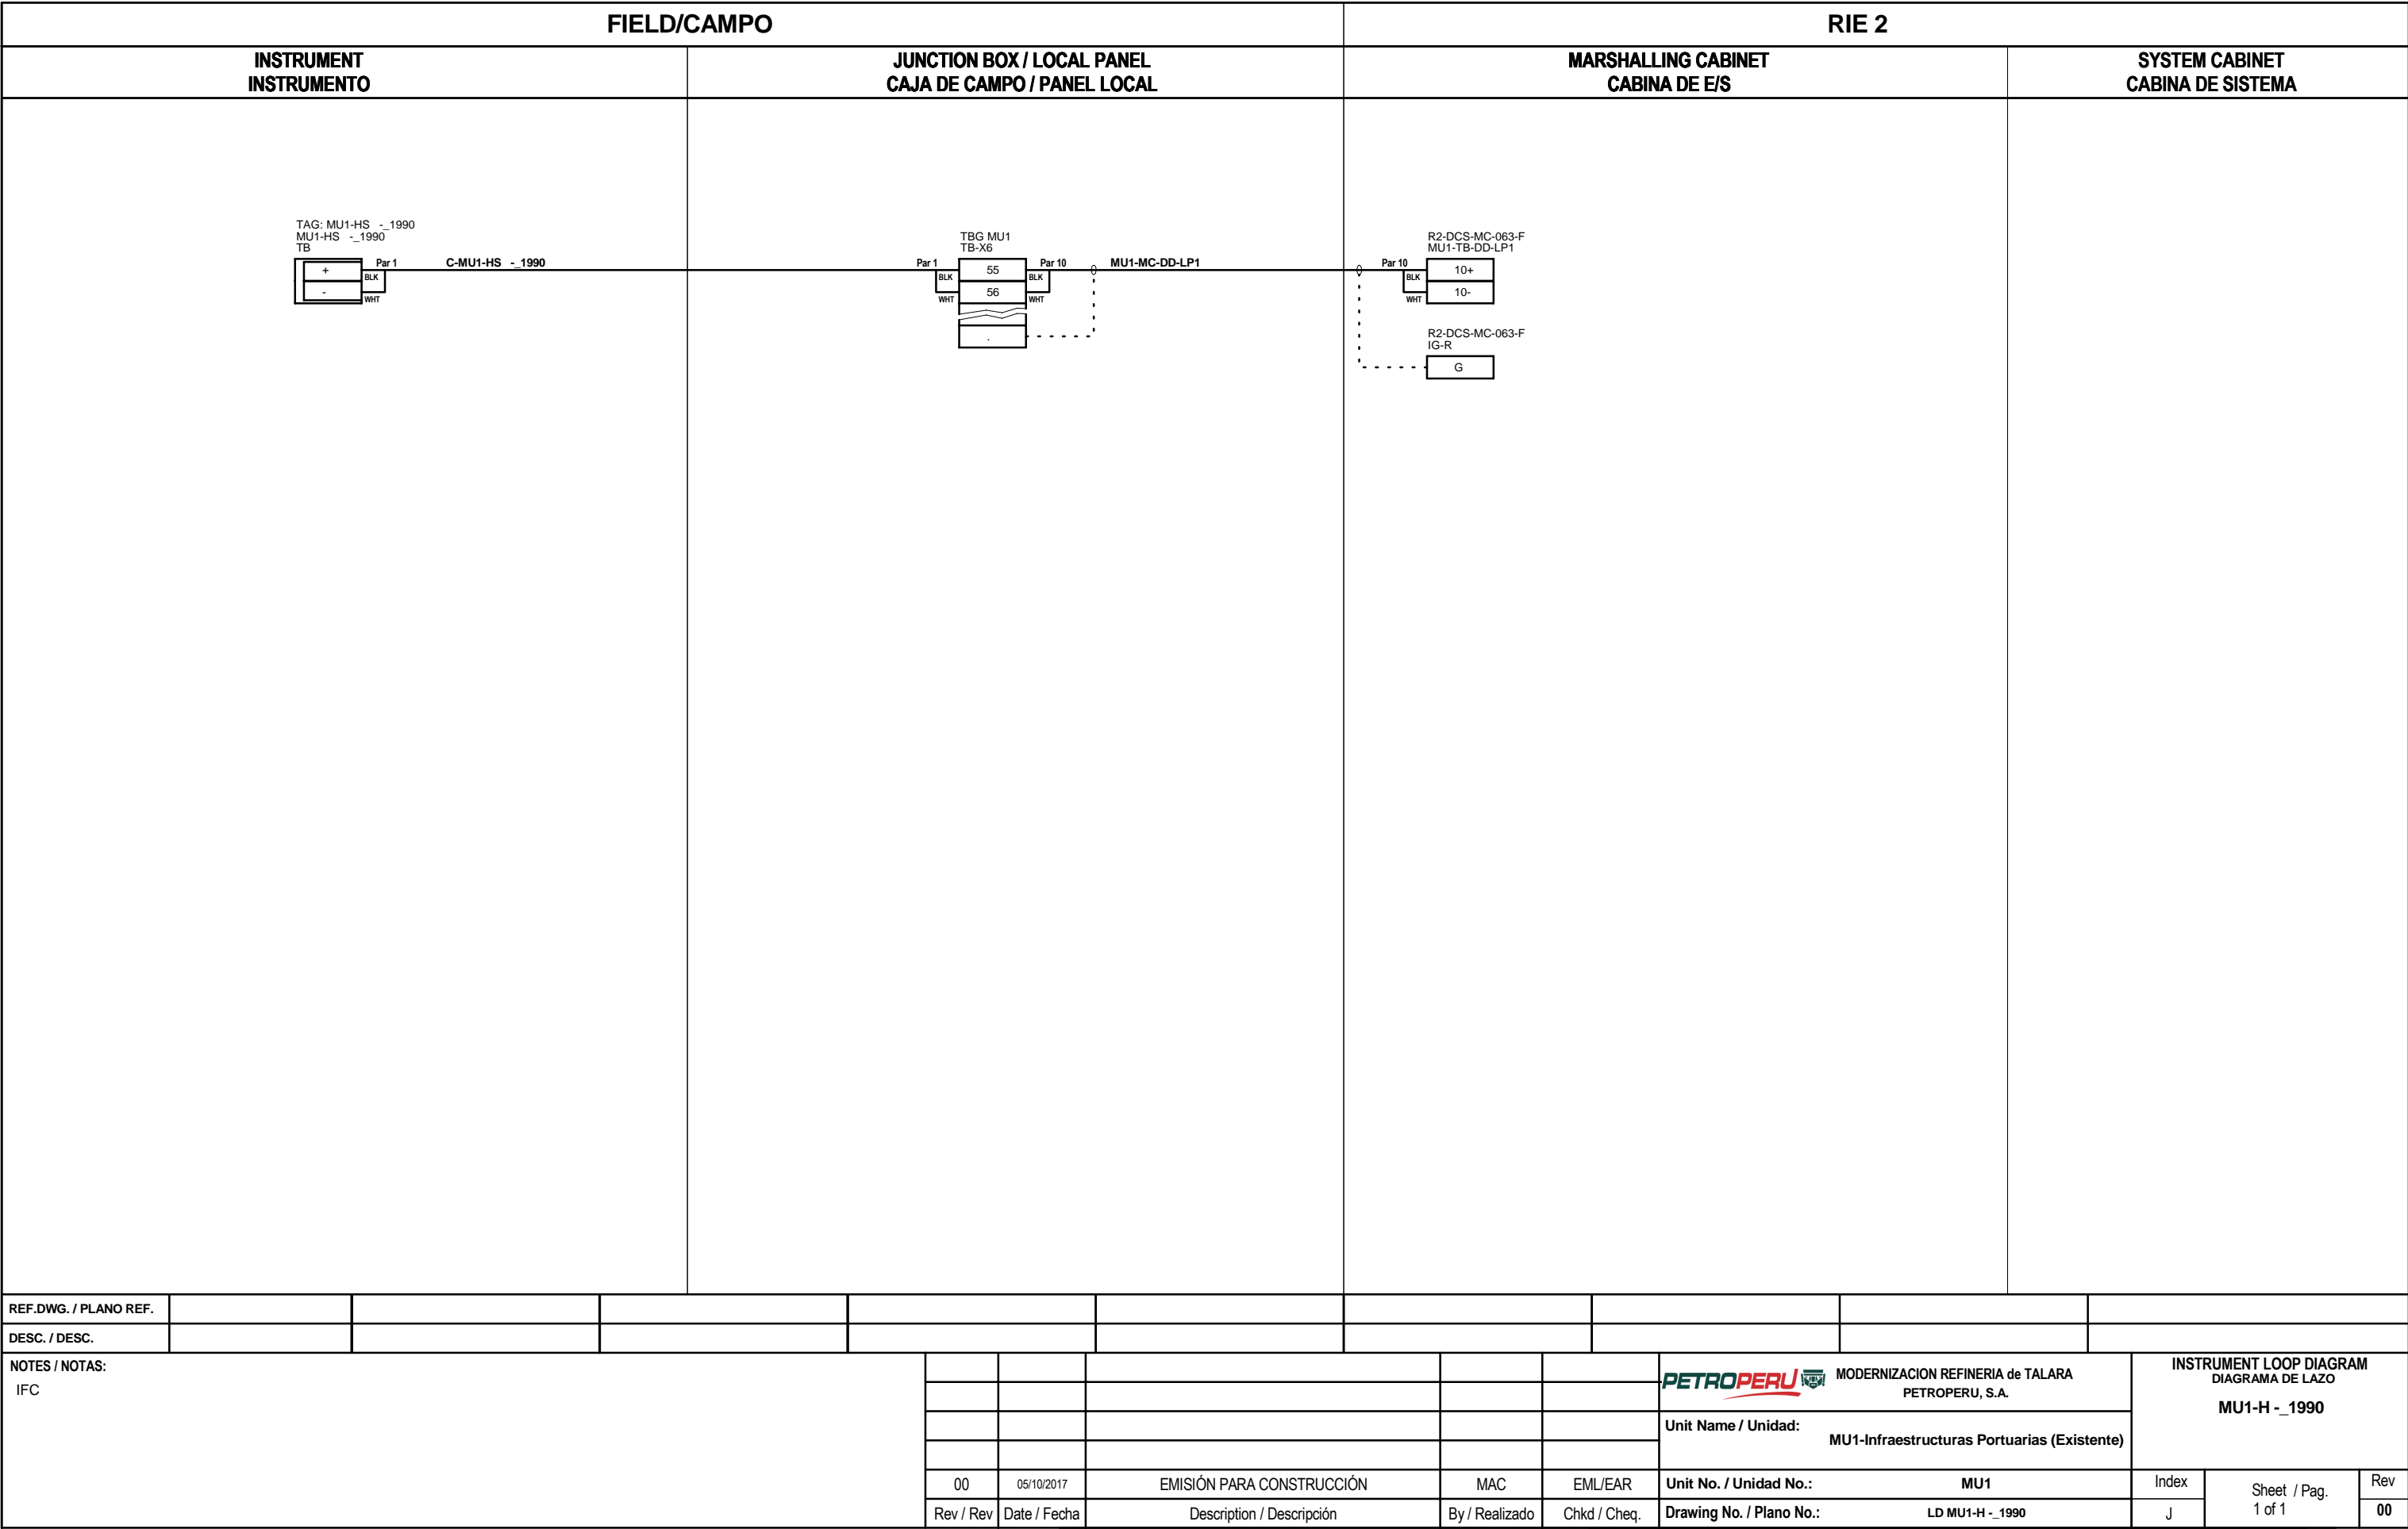 FIELD/CAMPO
RIE 2
INSTRUMENT
INSTRUMENTO
JUNCTION BOX / LOCAL PANEL
CAJA DE CAMPO / PANEL LOCAL
MARSHALLING CABINET
CABINA DE E/S
SYSTEM CABINET
CABINA DE SISTEMA
TAG: MU1-HS -_1990
MU1-HS -_1990
TB
+
-
Par 1
BLK
WHT
C-MU1-HS -_1990
TBG MU1
TB-X6
Par 1
BLK
WHT
55
56
.
Par 10
BLK
WHT
MU1-MC-DD-LP1
R2-DCS-MC-063-F
MU1-TB-DD-LP1
Par 10
BLK
WHT
10+
10-
R2-DCS-MC-063-F
IG-R
G
REF.DWG. / PLANO REF.
DESC. / DESC.
NOTES / NOTAS:
IFC
00 05/10/2017 EMISIÓN PARA CONSTRUCCIÓN MAC EML/EAR
Rev / Rev Date / Fecha Description / Descripción By / Realizado Chkd / Cheq.
PETROPERU
MODERNIZACION REFINERIA de TALARA
PETROPERU, S.A.
Unit Name / Unidad:
MU1-Infraestructuras Portuarias (Existente)
Unit No. / Unidad No.: MU1
Drawing No. / Plano No.: LD MU1-H -_1990
INSTRUMENT LOOP DIAGRAM
DIAGRAMA DE LAZO
MU1-H -_1990
Index
J
Sheet / Pag.
1 of 1
Rev
00